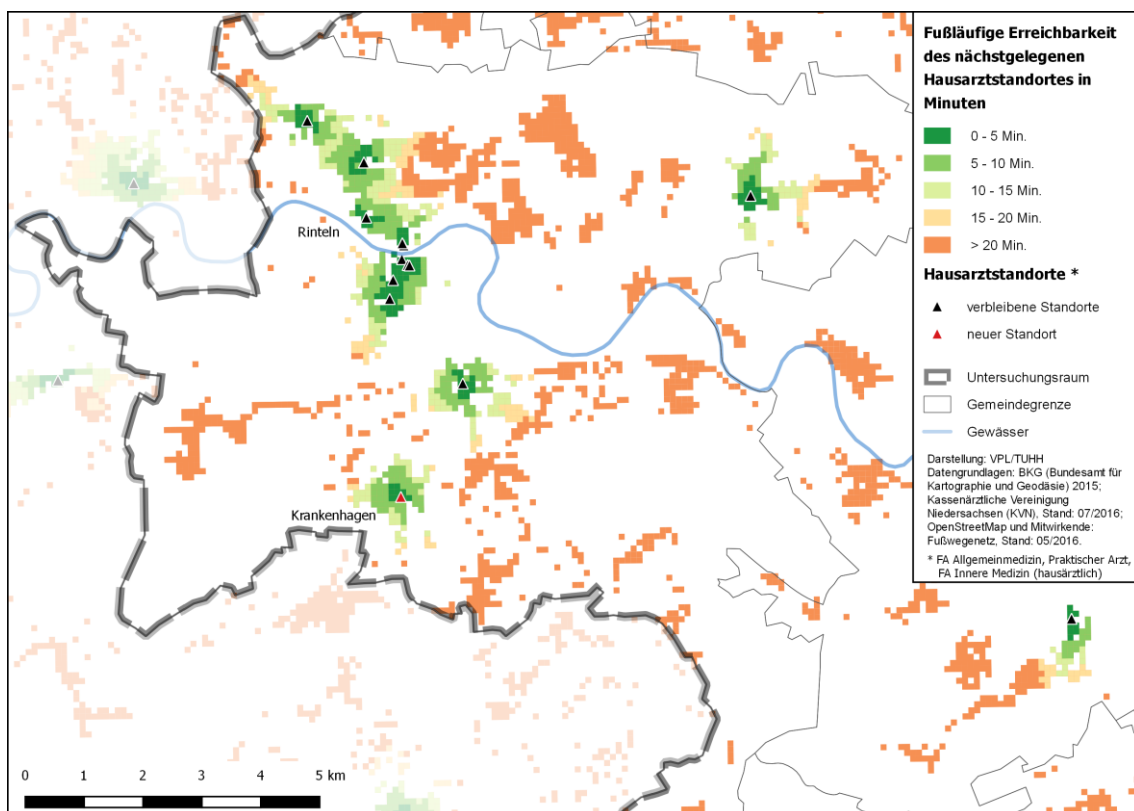 Fußläufige Erreichbarkeit
des nächstgelegenen
Hausarztstandortes in
Minuten
0 - 5 Min.
5 - 10 Min.
10 - 15 Min.
15 - 20 Min.
> 20 Min.
Hausarztstandorte *
verbleibene Standorte
neuer Standort
Untersuchungsraum
Gemeindegrenze
Gewässer
Darstellung: VPL/TUHH
Datengrundlagen: BKG (Bundesamt für
Kartographie und Geodäsie) 2015;
Kassenärztliche Vereinigung
Niedersachsen (KVN), Stand: 07/2016;
OpenStreetMap und Mitwirkende:
Fußwegenetz, Stand: 05/2016.
* FA Allgemeinmedizin, Praktischer Arzt,
FA Innere Medizin (hausärztlich)
Rinteln
Krankenhagen
0 1 2 3 4 5 km